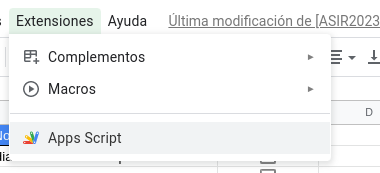 Extensiones Ayuda Última modificación de [ASIR2023
Complementos
Macros
D
Apps Script